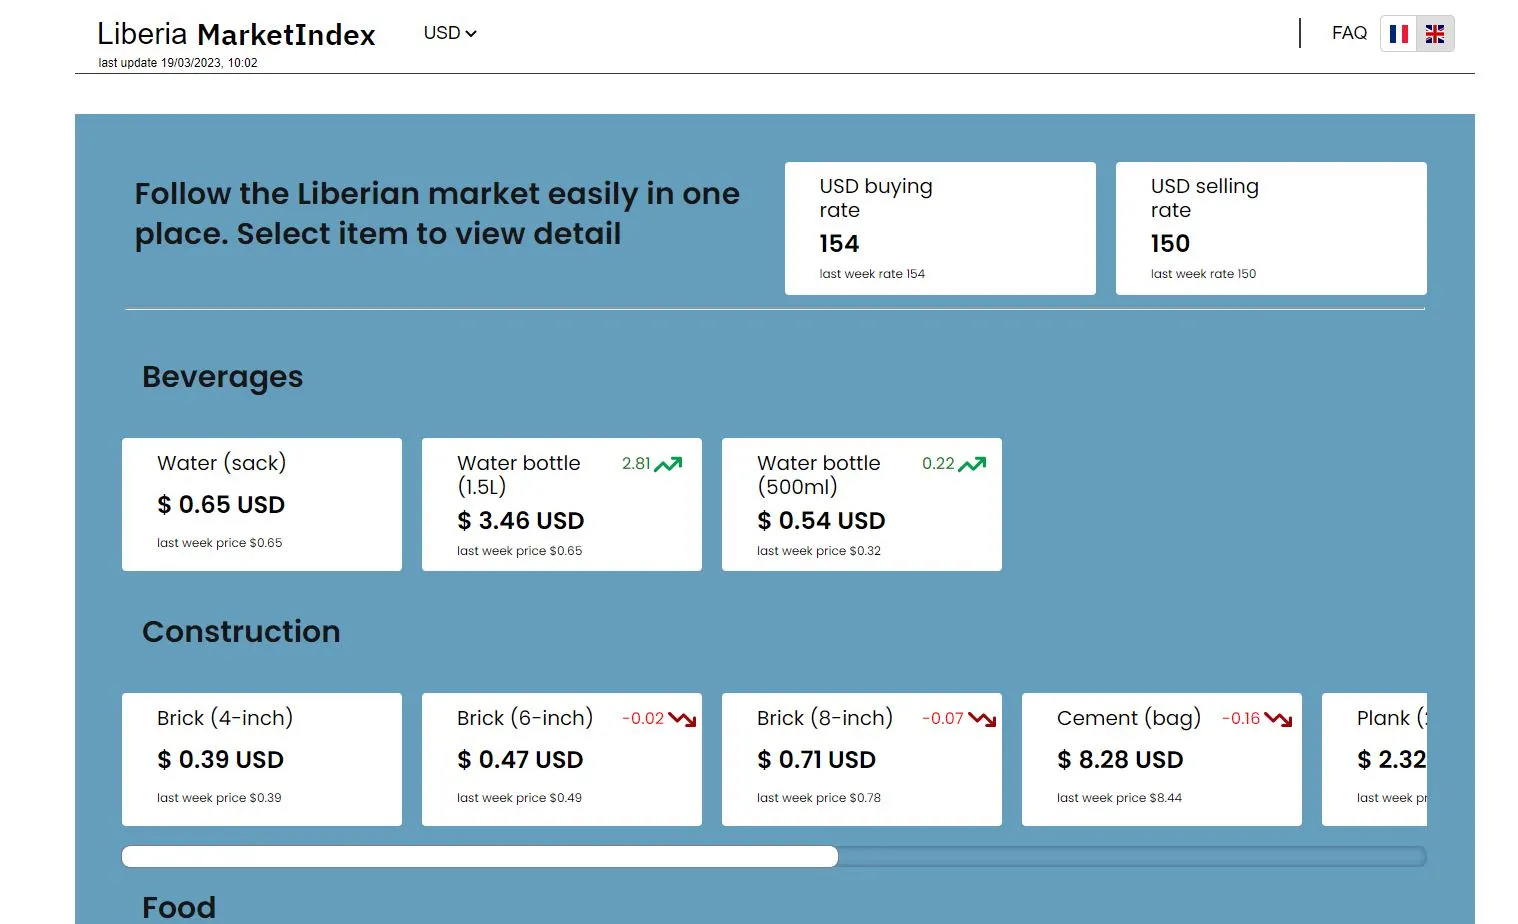 Liberia MarketIndex
USD
FAQ
last update 19/03/2023, 10:02
Follow the Liberian market easily in one
place. Select item to view detail
USD buying
rate
154
last week rate 154
USD selling
rate
150
last week rate 150
Beverages
Water (sack)
$ 0.65 USD
last week price $0.65
Water bottle
(1.5L)
2.81
$ 3.46 USD
last week price $0.65
Water bottle
(500ml)
0.22
$ 0.54 USD
last week price $0.32
Construction
Brick (4-inch)
$ 0.39 USD
last week price $0.39
Brick (6-inch)
-0.02
$ 0.47 USD
last week price $0.49
Brick (8-inch)
-0.07
$ 0.71 USD
last week price $0.78
Cement (bag)
-0.16
$ 8.28 USD
last week price $8.44
Plank
$ 2.32
last week
Food